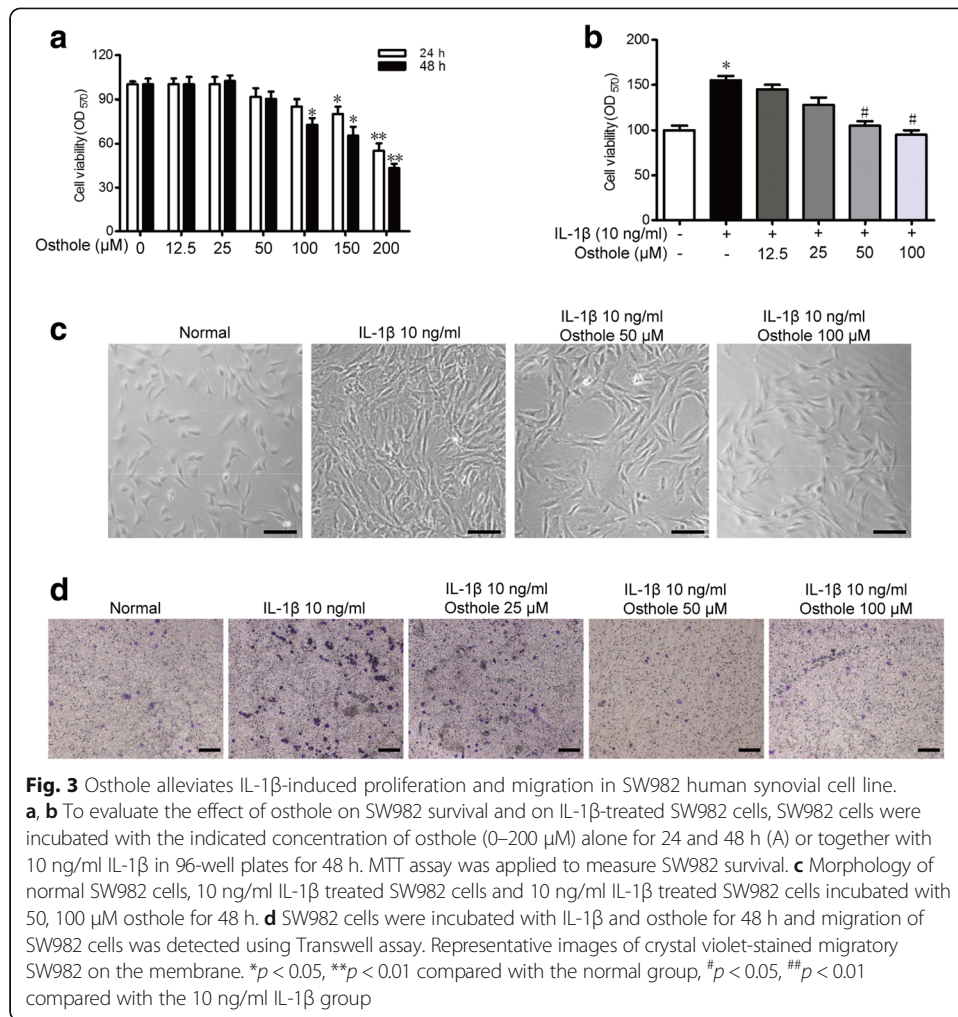 a
24 h
48 h
Cell viability (OD570)
120
90
60
30
0
* * * ** **
Osthole (μM)
0 12.5 25 50 100 150 200
b
Cell viability (OD570)
200
150
100
50
0
* # #
IL-1β (10 ng/ml) - + + + + +
Osthole (μM) - - 12.5 25 50 100
c
Normal
IL-1β 10 ng/ml
IL-1β 10 ng/ml
Osthole 50 μM
IL-1β 10 ng/ml
Osthole 100 μM
d
Normal
IL-1β 10 ng/ml
IL-1β 10 ng/ml
Osthole 25 μM
IL-1β 10 ng/ml
Osthole 50 μM
IL-1β 10 ng/ml
Osthole 100 μM
Fig. 3 Osthole alleviates IL-1β-induced proliferation and migration in SW982 human synovial cell line.
a, b To evaluate the effect of osthole on SW982 survival and on IL-1β-treated SW982 cells, SW982 cells were
incubated with the indicated concentration of osthole (0–200 μM) alone for 24 and 48 h (A) or together with
10 ng/ml IL-1β in 96-well plates for 48 h. MTT assay was applied to measure SW982 survival. c Morphology of
normal SW982 cells, 10 ng/ml IL-1β treated SW982 cells and 10 ng/ml IL-1β treated SW982 cells incubated with
50, 100 μM osthole for 48 h. d SW982 cells were incubated with IL-1β and osthole for 48 h and migration of
SW982 cells was detected using Transwell assay. Representative images of crystal violet-stained migratory
SW982 on the membrane. *p < 0.05, **p < 0.01 compared with the normal group, #p < 0.05, ##p < 0.01
compared with the 10 ng/ml IL-1β group